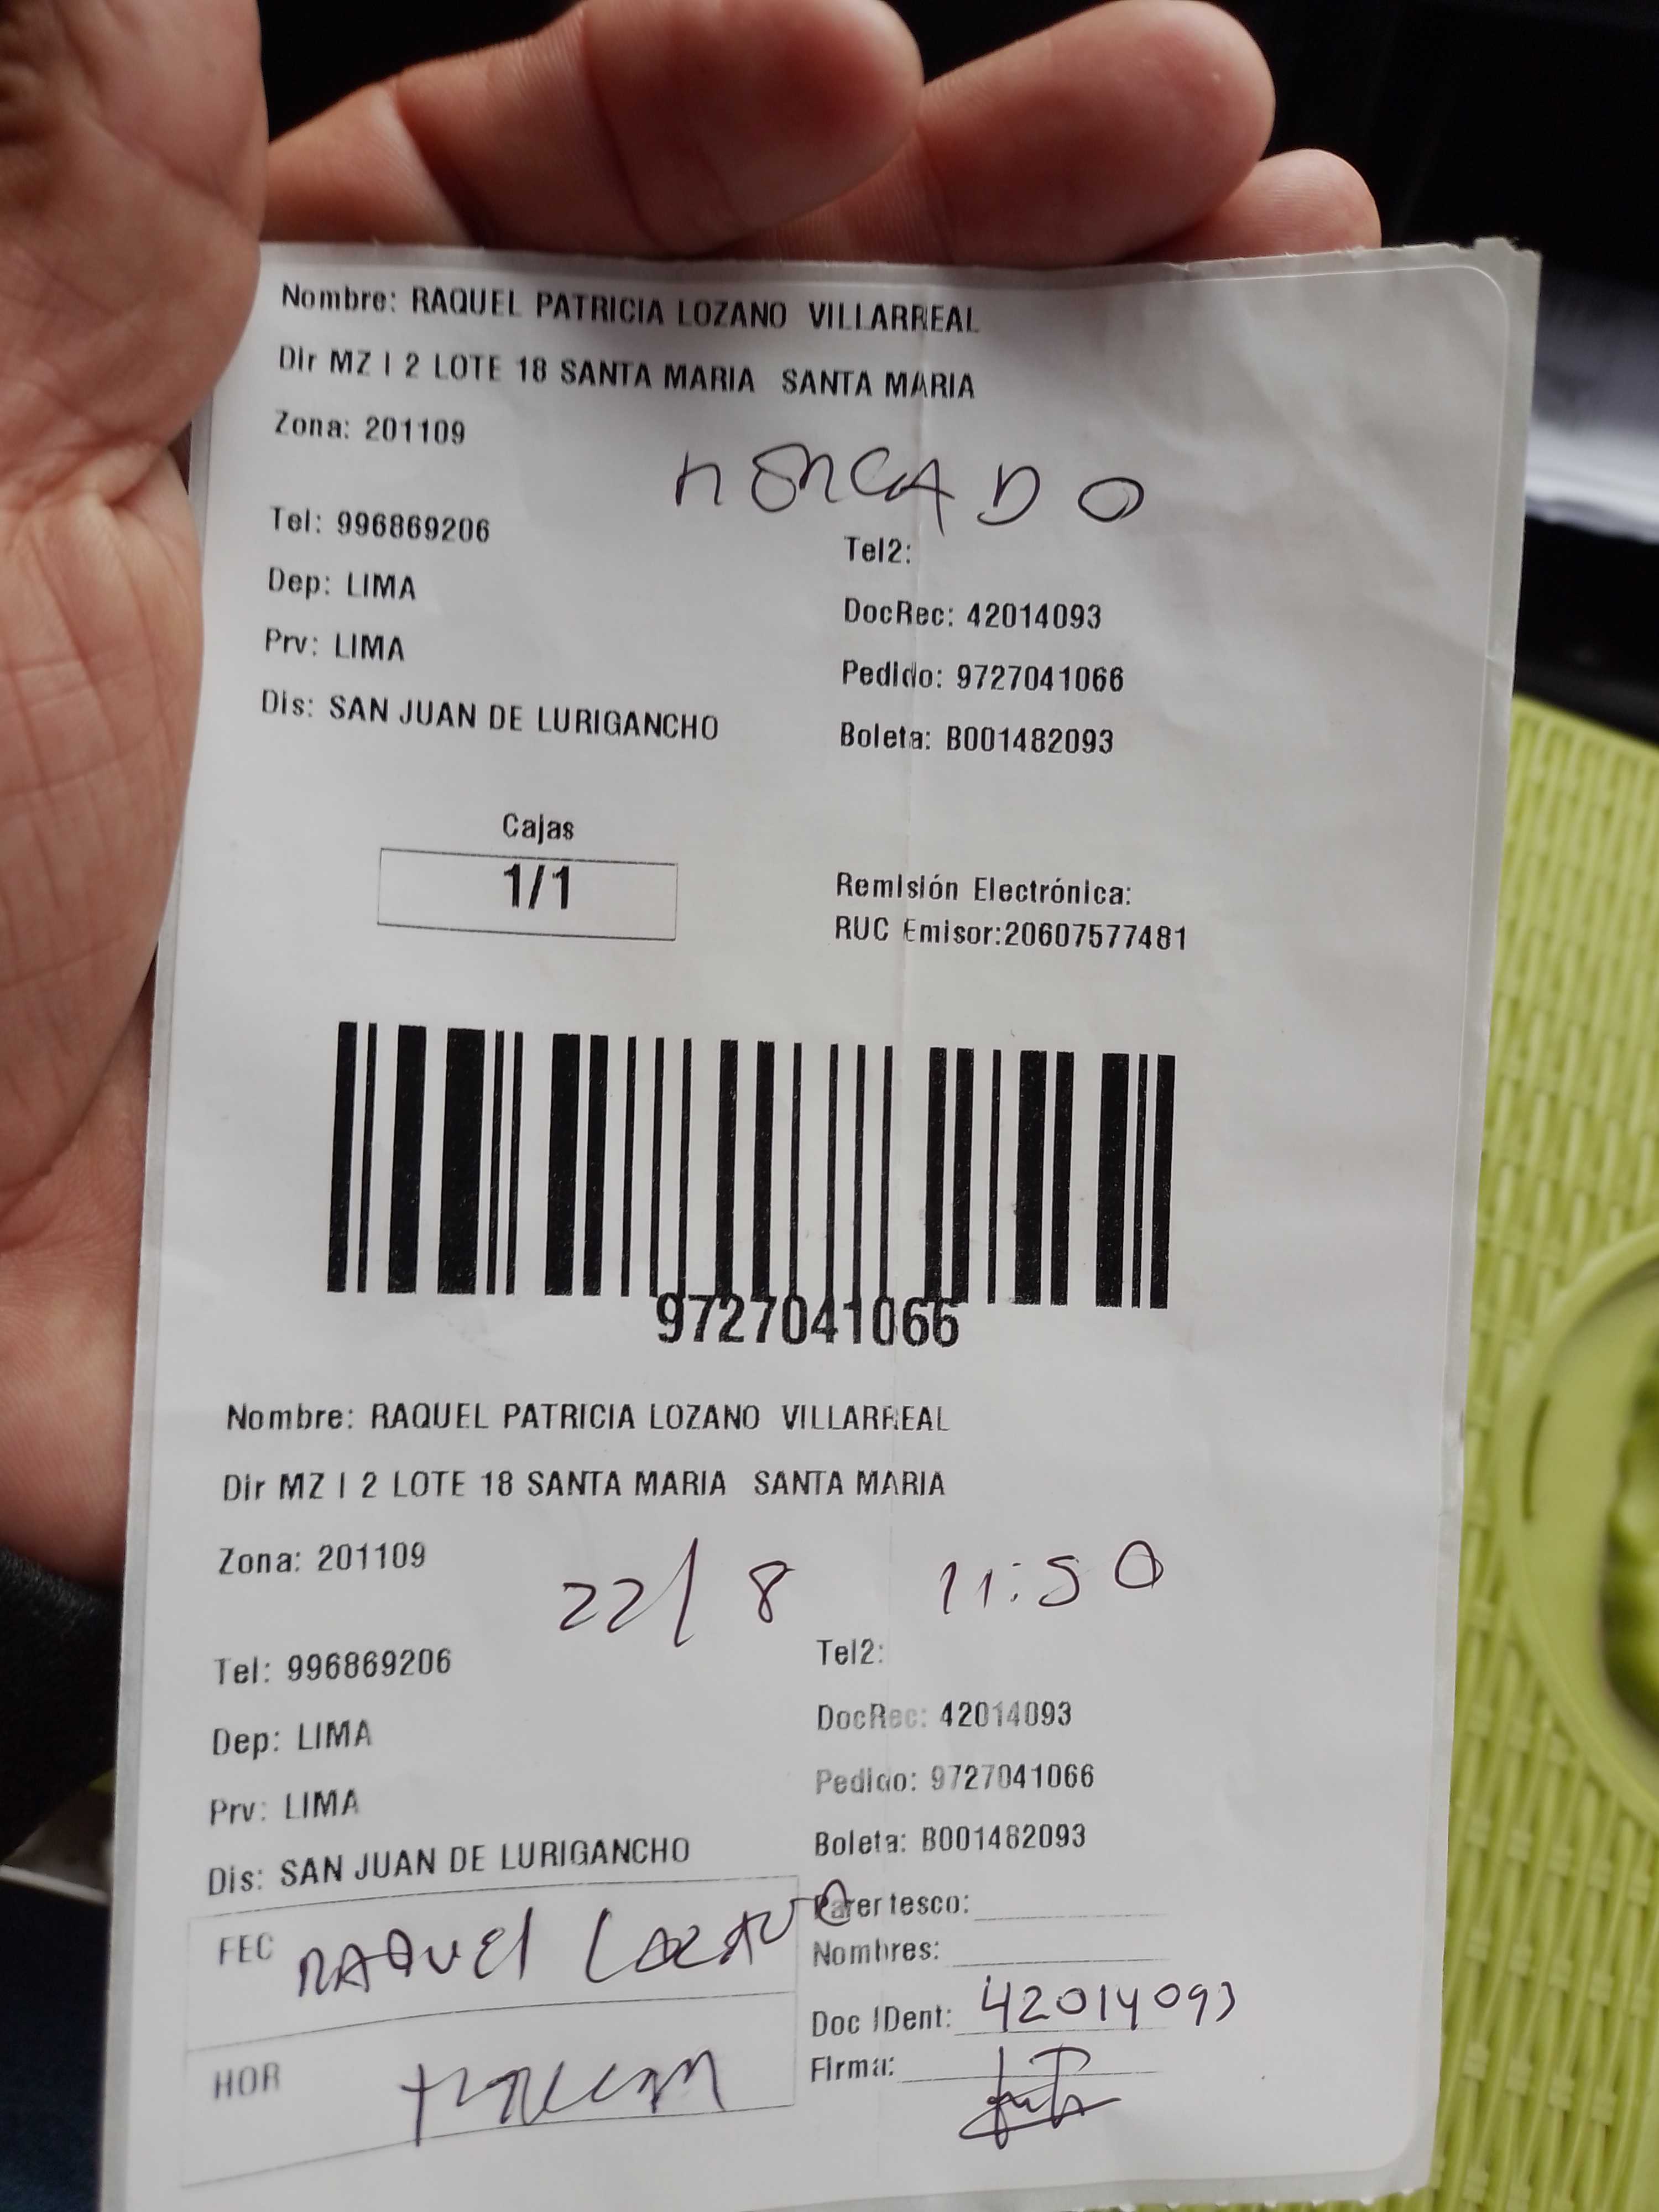 Nombre: RAQUEL PATRICIA LOZANO VILLARREAL
Dir MZ I 2 LOTE 18 SANTA MARIA SANTA MARIA
Zona: 201109
MERCADO
Tel: 996869206 Tel2:
Dep: LIMA DocRec: 42014093
Prv: LIMA Pedido: 9727041066
Dis: SAN JUAN DE LURIGANCHO Boleta: B001482093
Cajas
1/1
Remisión Electrónica:
RUC Emisor:20607577481
9727041066
Nombre: RAQUEL PATRICIA LOZANO VILLARREAL
Dir MZ I 2 LOTE 18 SANTA MARIA SANTA MARIA
Zona: 201109
22/8 11:50
Tel: 996869206 Tel2:
Dep: LIMA DocRec: 42014093
Prv: LIMA Pedido: 9727041066
Dis: SAN JUAN DE LURIGANCHO Boleta: B001482093
FEC RAQUEl LOZANO Parentesco:
Nombres:
Doc IDent: 42014093
HOR Firma: